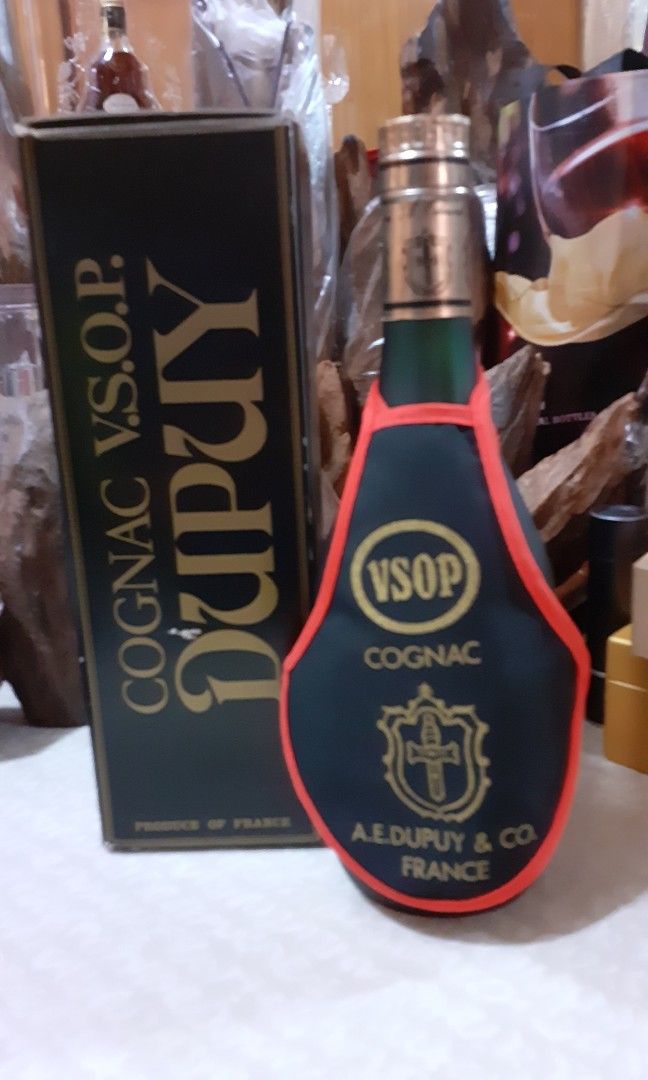 COGNAC V.S.O.P.
DUPUY
PRODUCE OF FRANCE
VSOP
COGNAC
A.E.DUPUY & CO.
FRANCE